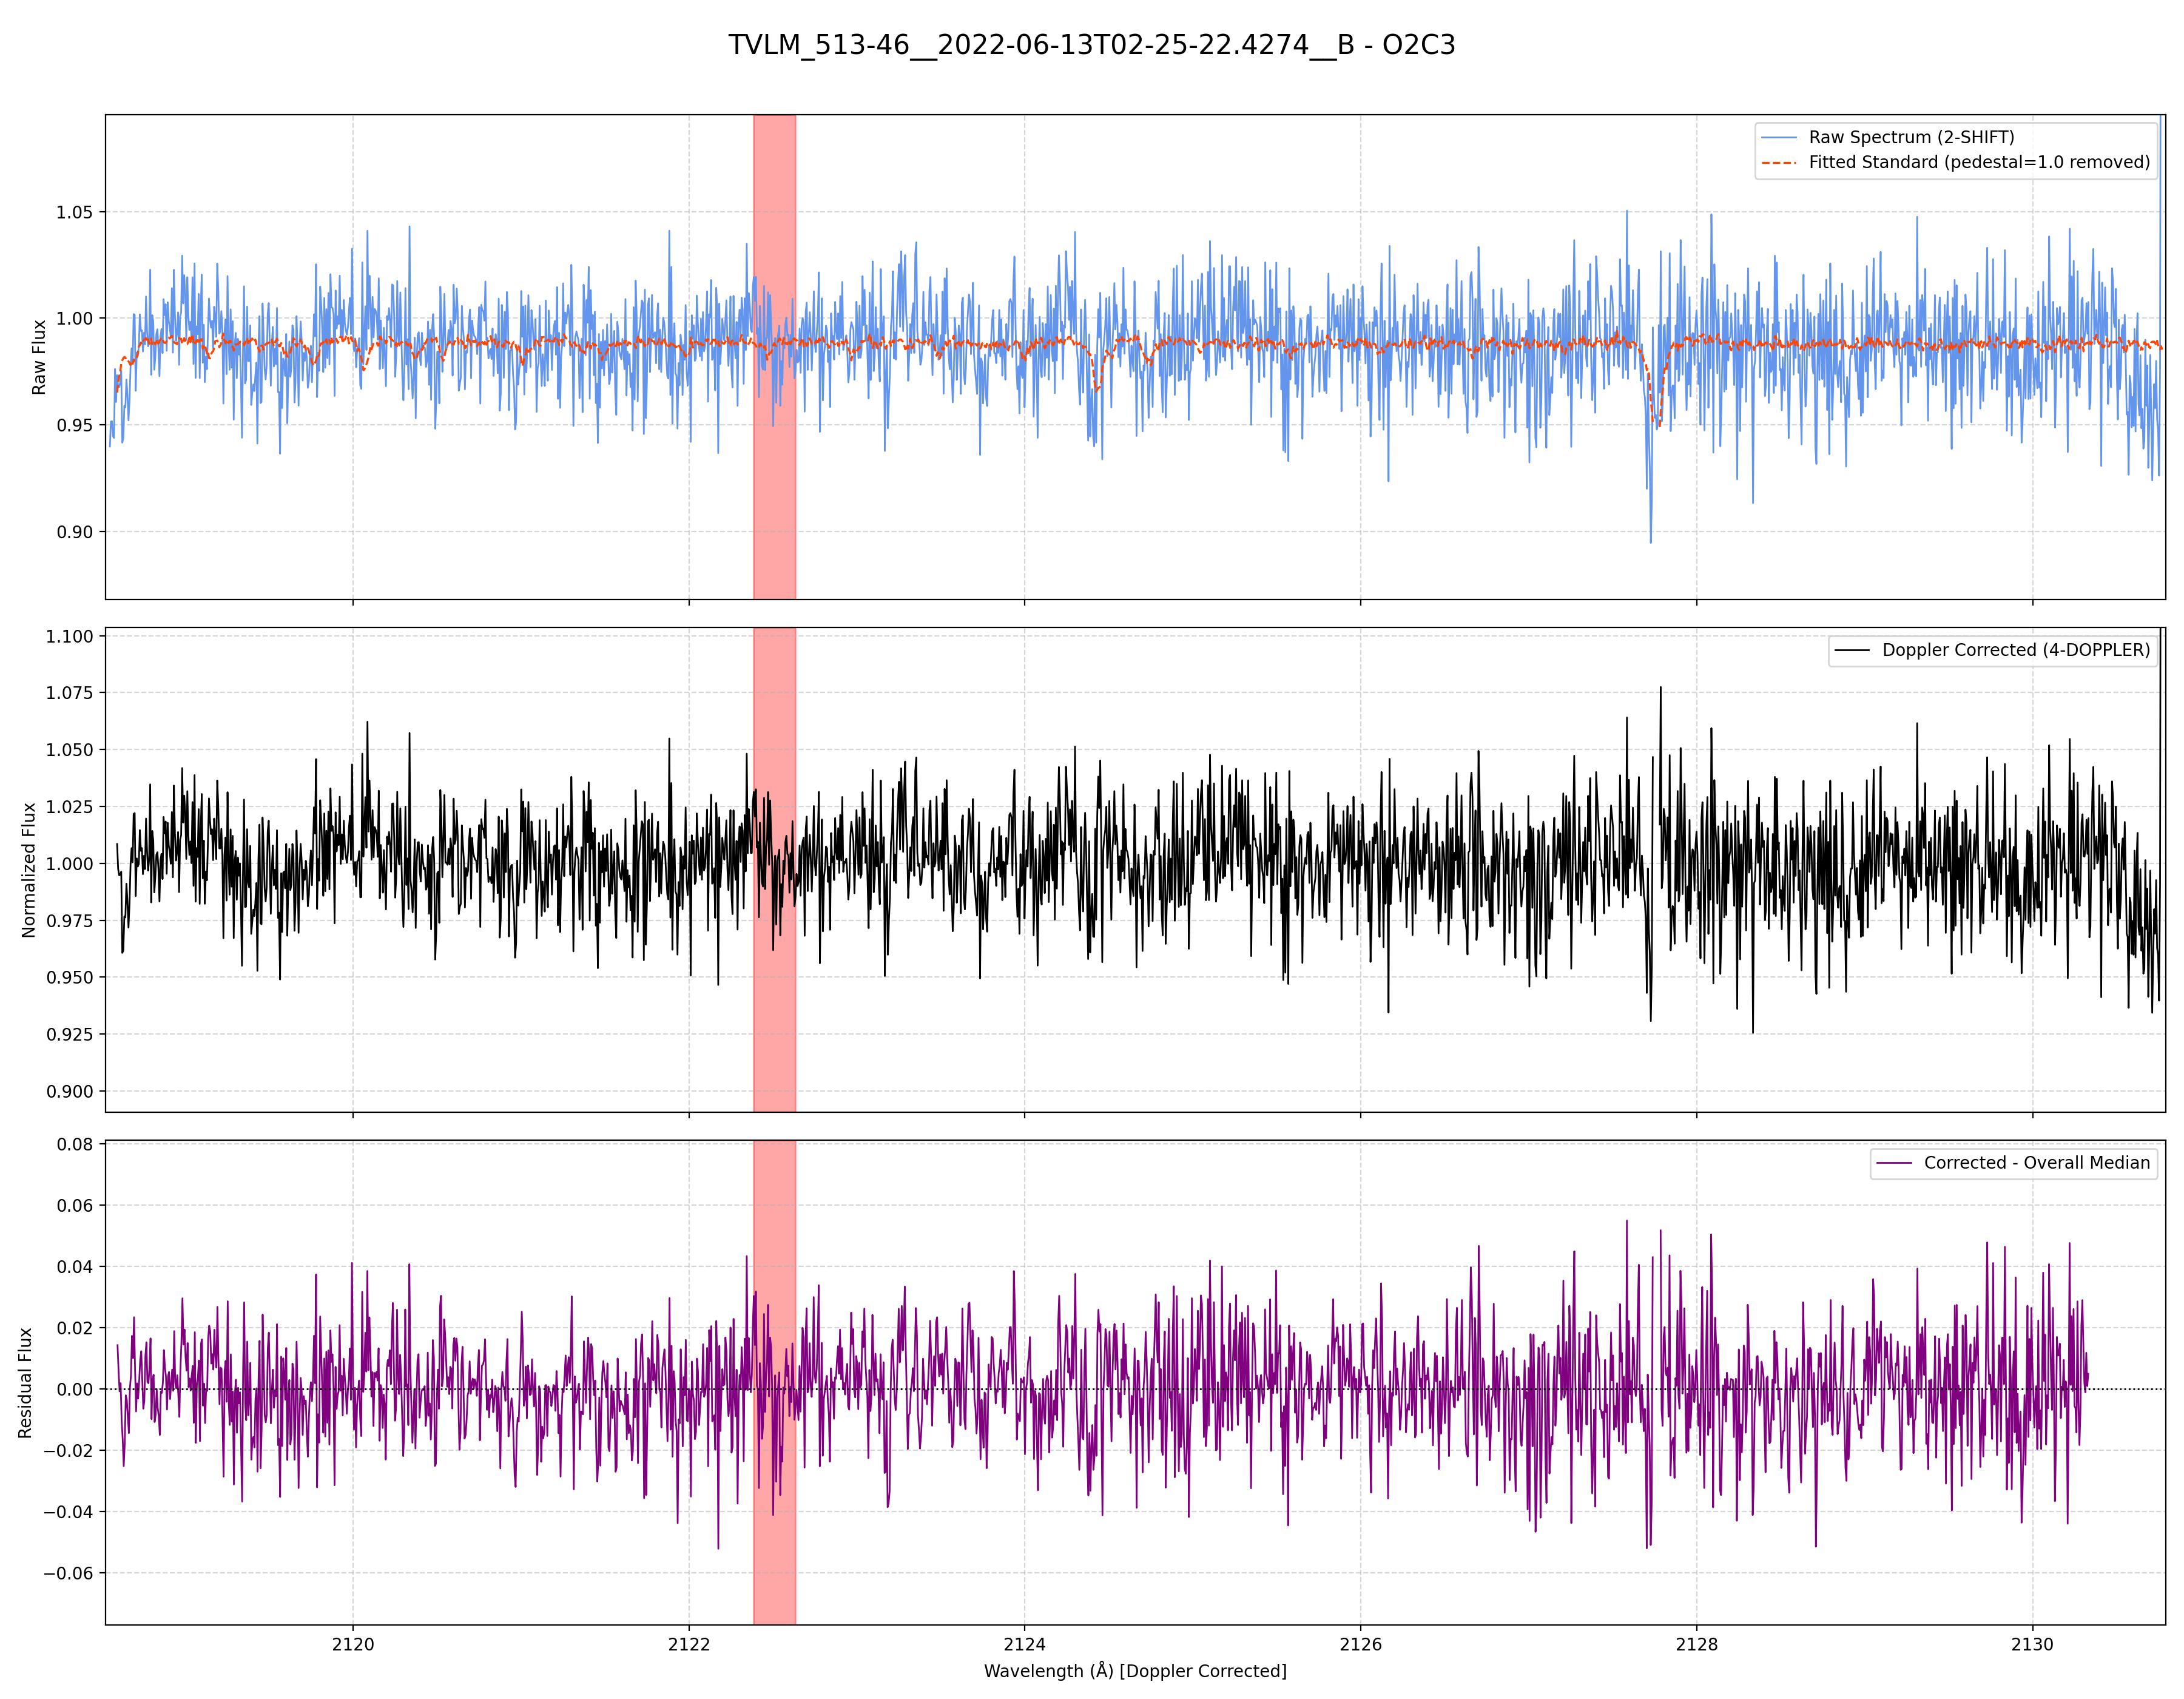 TVLM_513-46__2022-06-13T02-25-22.4274__B - O2C3
Raw Spectrum (2-SHIFT)
Fitted Standard (pedestal=1.0 removed)
1.05
1.00
0.95
0.90
Raw Flux
Doppler Corrected (4-DOPPLER)
1.100
1.075
1.050
1.025
1.000
0.975
0.950
0.925
0.900
Normalized Flux
Corrected - Overall Median
0.08
0.06
0.04
0.02
0.00
−0.02
−0.04
−0.06
Residual Flux
2120 2122 2124 2126 2128 2130
Wavelength (Å) [Doppler Corrected]